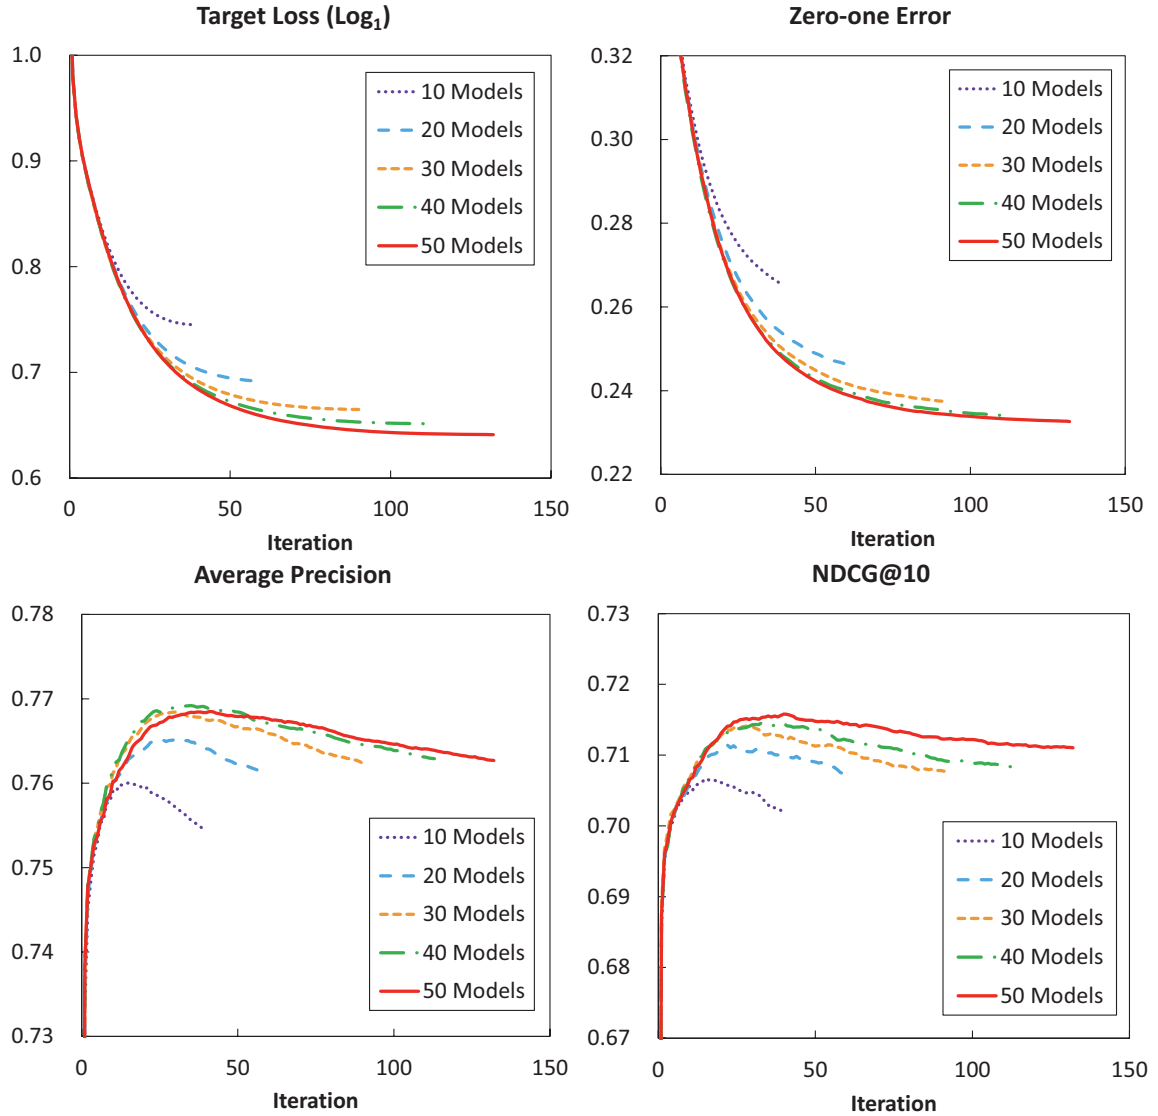 Target Loss (Log₁)
1.0
0.9
0.8
0.7
0.6
0
50
100
150
Iteration
10 Models
20 Models
30 Models
40 Models
50 Models
Zero-one Error
0.32
0.30
0.28
0.26
0.24
0.22
0
50
100
150
Iteration
10 Models
20 Models
30 Models
40 Models
50 Models
Average Precision
0.78
0.77
0.76
0.75
0.74
0.73
0
50
100
150
Iteration
10 Models
20 Models
30 Models
40 Models
50 Models
NDCG@10
0.73
0.72
0.71
0.70
0.69
0.68
0.67
0
50
100
150
Iteration
10 Models
20 Models
30 Models
40 Models
50 Models